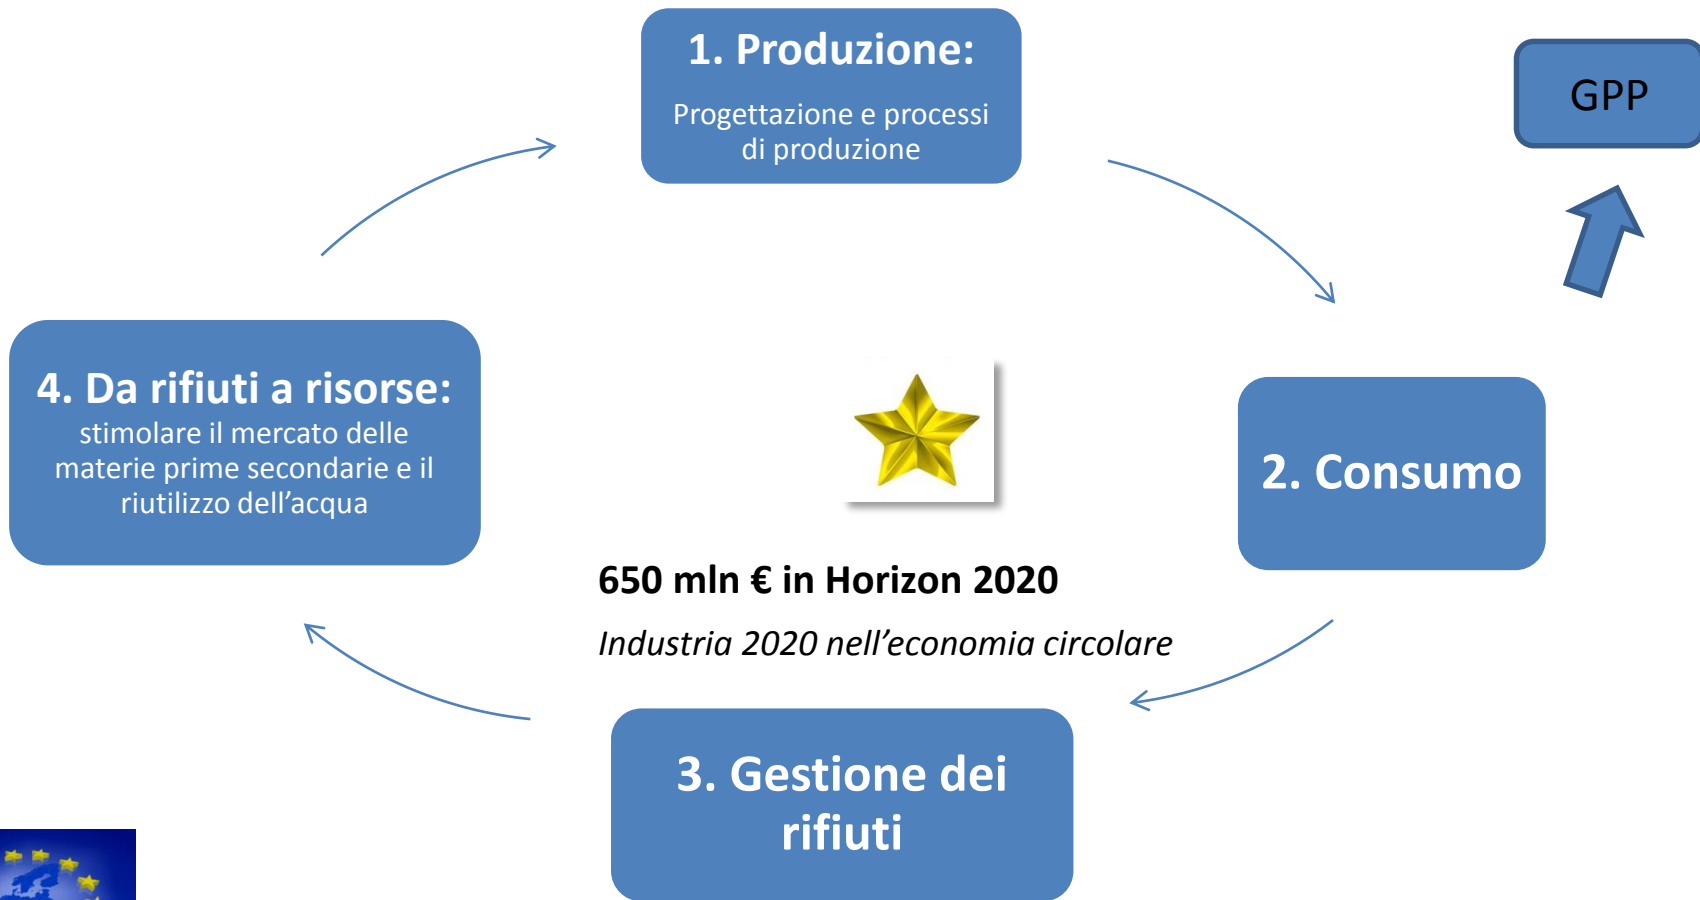 1. Produzione:
Progettazione e processi
di produzione
GPP
4. Da rifiuti a risorse:
stimolare il mercato delle
materie prime secondarie e il
riutilizzo dell’acqua
2. Consumo
650 mln € in Horizon 2020
Industria 2020 nell’economia circolare
3. Gestione dei
rifiuti